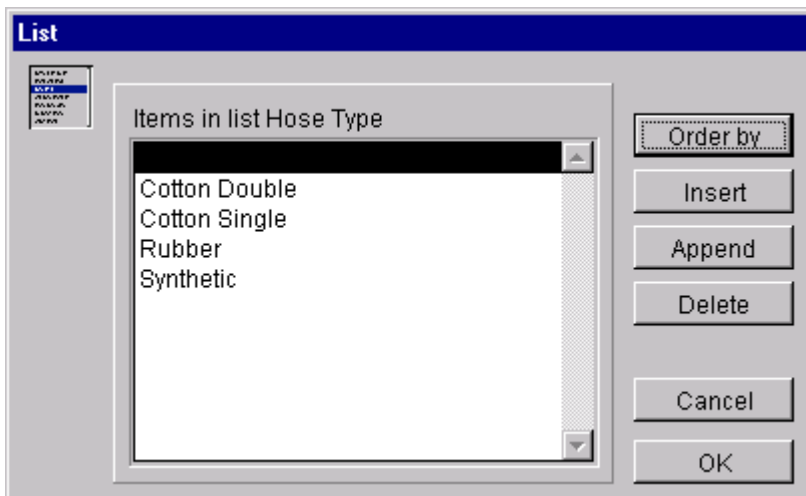 List
Items in list Hose Type
Cotton Double
Cotton Single
Rubber
Synthetic
Order by
Insert
Append
Delete
Cancel
OK